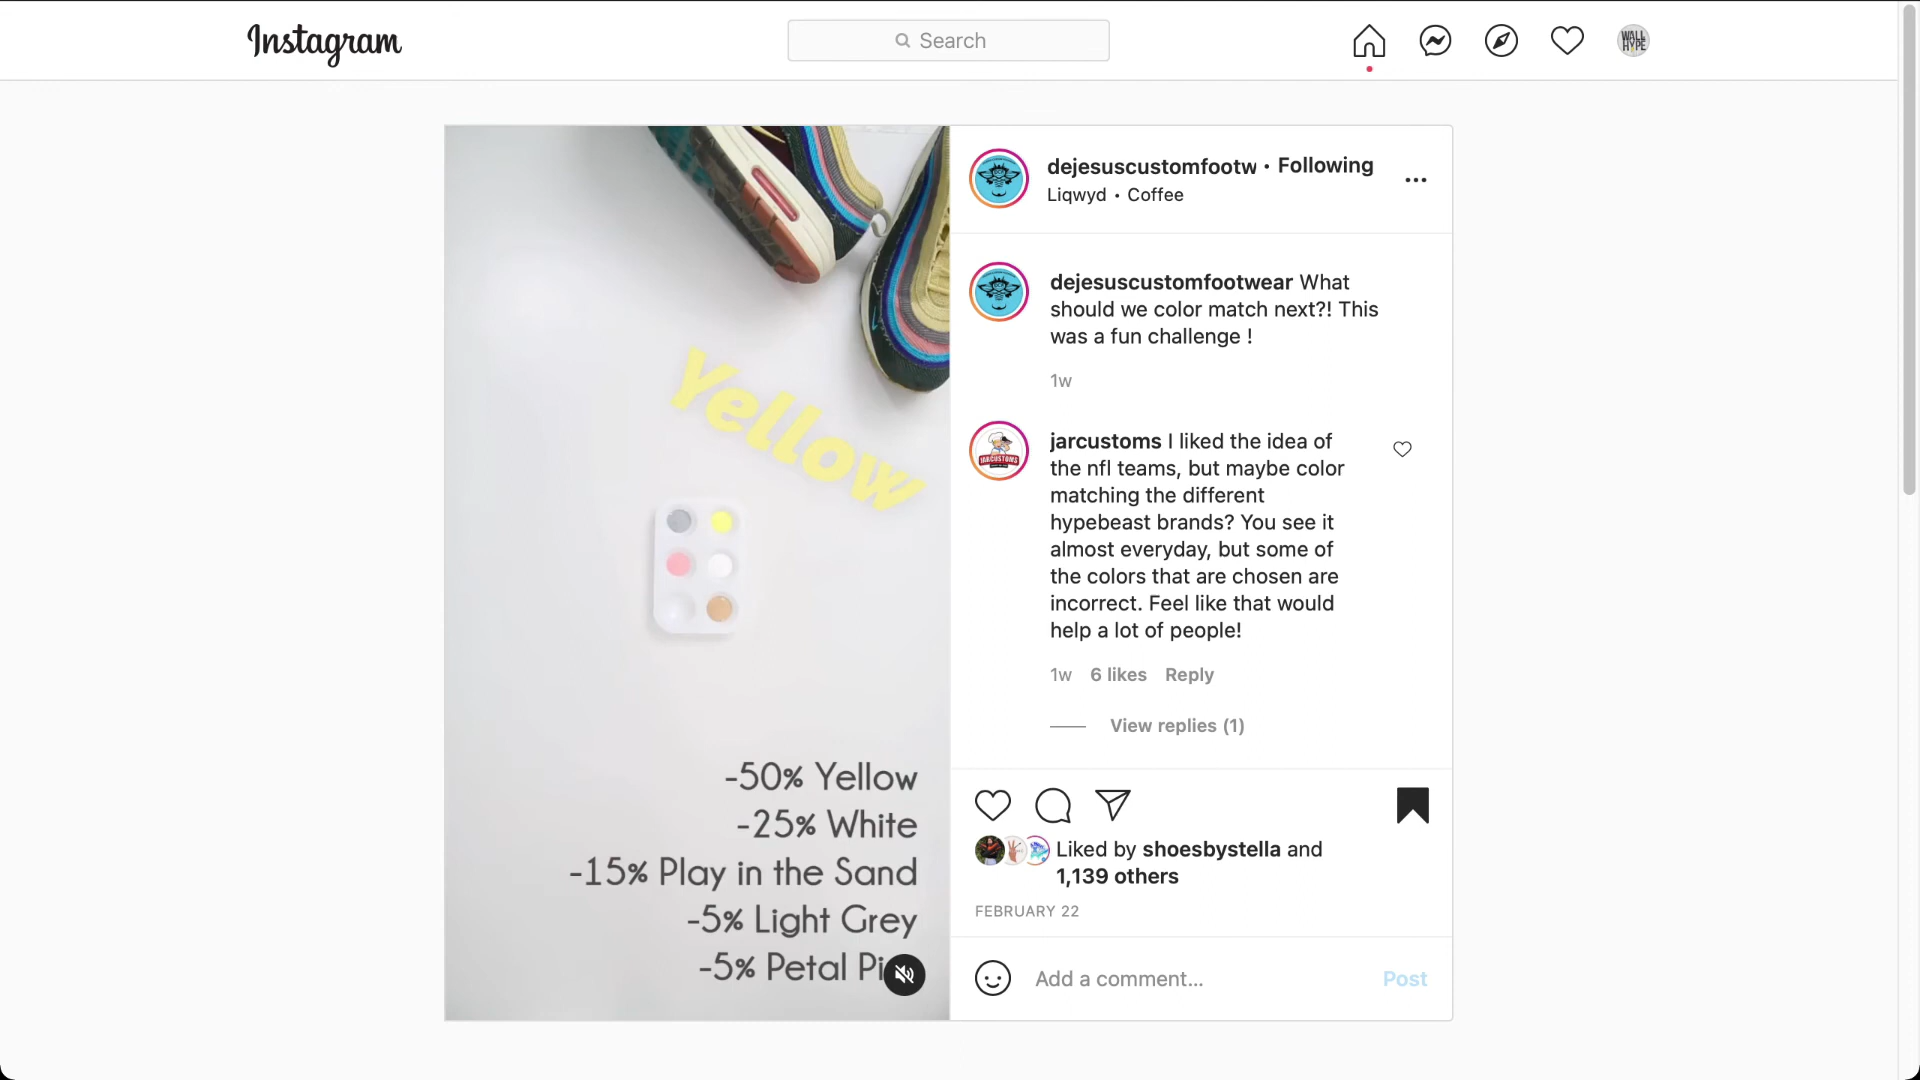 Instagram
Search
WALL
HYPE
dejesuscustomfootw • Following
Liqwyd • Coffee
dejesuscustomfootwear What
should we color match next?! This
was a fun challenge !
1w
JARCUSTOMS
jarcustoms I liked the idea of
the nfl teams, but maybe color
matching the different
hypebeast brands? You see it
almost everyday, but some of
the colors that are chosen are
incorrect. Feel like that would
help a lot of people!
1w 6 likes Reply
View replies (1)
Liked by shoesbystella and
1,139 others
FEBRUARY 22
Add a comment... Post
Yellow
-50% Yellow
-25% White
-15% Play in the Sand
-5% Light Grey
-5% Petal Pi